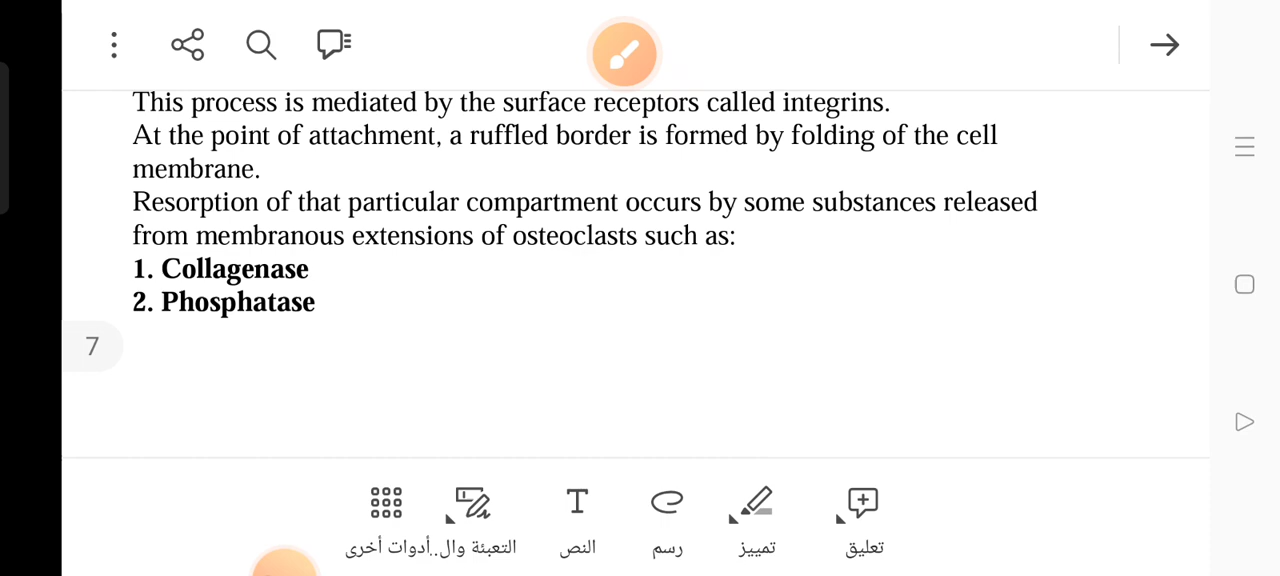 This process is mediated by the surface receptors called integrins.
At the point of attachment, a ruffled border is formed by folding of the cell
membrane.
Resorption of that particular compartment occurs by some substances released
from membranous extensions of osteoclasts such as:
1. Collagenase
2. Phosphatase
7
تعليق
تمييز
رسم
النص
التعبئة وال..
أدوات أخرى